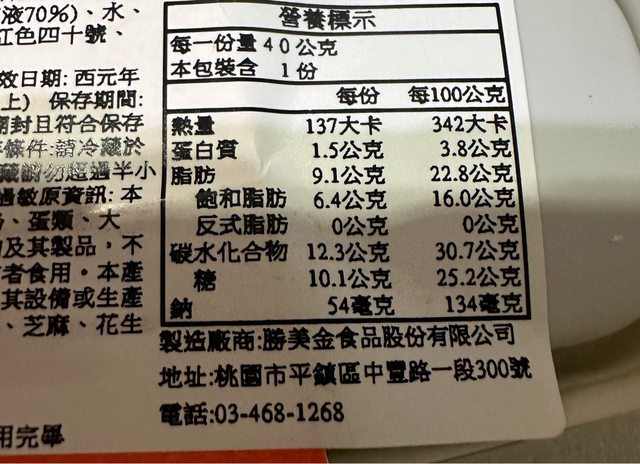 液70%)、水、
紅色四十號、
效日期: 西元年
上) 保存期間:
開封且符合保存
條件:請冷藏於
藏請勿超過半小
過敏原資訊: 本
、蛋類、大
及其製品,不
者食用。本產
其設備或生產
、芝麻、花生
用完畢
營養標示
每一份量 40公克
本包裝含 1份
每份 每100公克
熱量 137大卡 342大卡
蛋白質 1.5公克 3.8公克
脂肪 9.1公克 22.8公克
飽和脂肪 6.4公克 16.0公克
反式脂肪 0公克 0公克
碳水化合物 12.3公克 30.7公克
糖 10.1公克 25.2公克
鈉 54毫克 134毫克
製造廠商:勝美金食品股份有限公司
地址:桃園市平鎮區中豐路一段300號
電話:03-468-1268